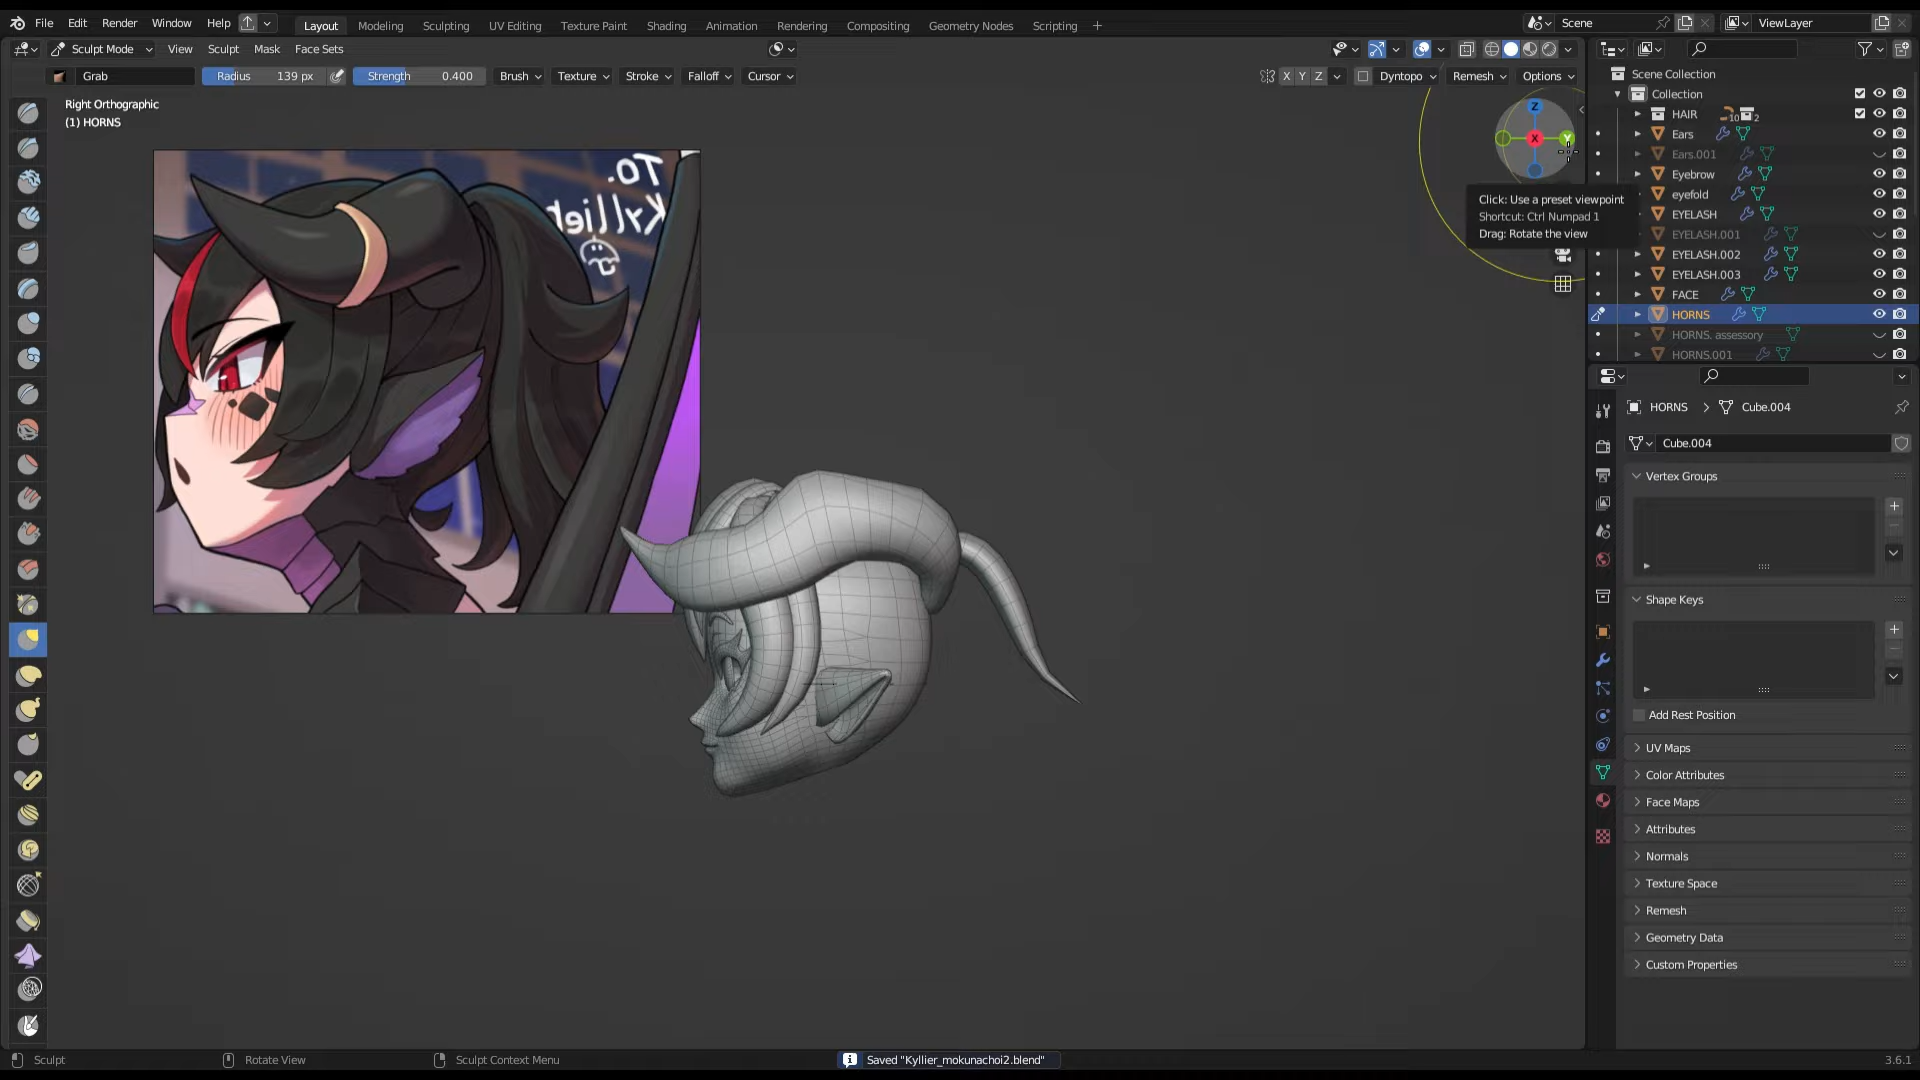 File Edit Render Window Help Layout Modeling Sculpting UV Editing Texture Paint Shading Animation Rendering Compositing Geometry Nodes Scripting + Scene ViewLayer
Sculpt Mode View Sculpt Mask Face Sets
Grab Radius 139 px Strength 0.400 Brush Texture Stroke Falloff Cursor X Y Z Dyntopo Remesh Options
Right Orthographic
(1) HORNS
To.
Kyllier
Z
X
Y
Click: Use a preset viewpoint
Shortcut: Ctrl Numpad 1
Drag: Rotate the view
Scene Collection
Collection
HAIR 10 2
Ears
Ears.001
Eyebrow
eyefold
EYELASH
EYELASH.001
EYELASH.002
EYELASH.003
FACE
HORNS
HORNS. assessory
HORNS.001
HORNS Cube.004
Cube.004
Vertex Groups
Shape Keys
Add Rest Position
UV Maps
Color Attributes
Face Maps
Attributes
Normals
Texture Space
Remesh
Geometry Data
Custom Properties
Sculpt Rotate View Sculpt Context Menu Saved "Kyllier_mokunachoi2.blend" 3.6.1